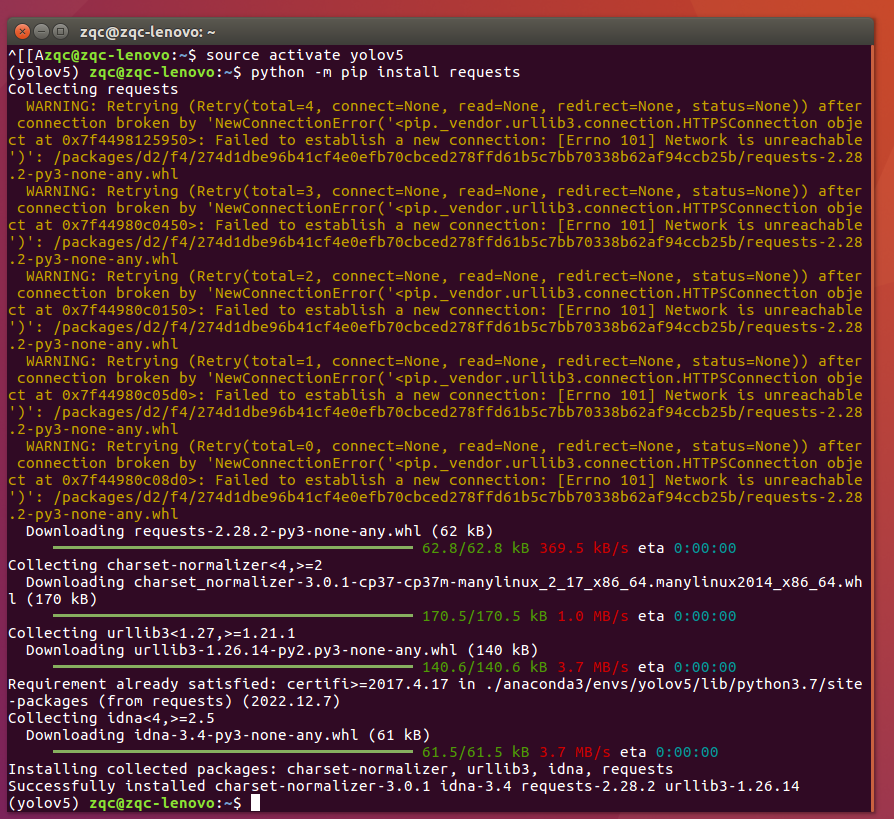 zqc@zqc-lenovo: ~
^[[Azqc@zqc-lenovo:~$ source activate yolov5
(yolov5) zqc@zqc-lenovo:~$ python -m pip install requests
Collecting requests
  WARNING: Retrying (Retry(total=4, connect=None, read=None, redirect=None, status=None)) after
 connection broken by 'NewConnectionError('<pip._vendor.urllib3.connection.HTTPSConnection obje
ct at 0x7f4498125950>: Failed to establish a new connection: [Errno 101] Network is unreachable
')': /packages/d2/f4/274d1dbe96b41cf4e0efb70cbced278ffd61b5c7bb70338b62af94ccb25b/requests-2.28
.2-py3-none-any.whl
  WARNING: Retrying (Retry(total=3, connect=None, read=None, redirect=None, status=None)) after
 connection broken by 'NewConnectionError('<pip._vendor.urllib3.connection.HTTPSConnection obje
ct at 0x7f44980c0450>: Failed to establish a new connection: [Errno 101] Network is unreachable
')': /packages/d2/f4/274d1dbe96b41cf4e0efb70cbced278ffd61b5c7bb70338b62af94ccb25b/requests-2.28
.2-py3-none-any.whl
  WARNING: Retrying (Retry(total=2, connect=None, read=None, redirect=None, status=None)) after
 connection broken by 'NewConnectionError('<pip._vendor.urllib3.connection.HTTPSConnection obje
ct at 0x7f44980c0150>: Failed to establish a new connection: [Errno 101] Network is unreachable
')': /packages/d2/f4/274d1dbe96b41cf4e0efb70cbced278ffd61b5c7bb70338b62af94ccb25b/requests-2.28
.2-py3-none-any.whl
  WARNING: Retrying (Retry(total=1, connect=None, read=None, redirect=None, status=None)) after
 connection broken by 'NewConnectionError('<pip._vendor.urllib3.connection.HTTPSConnection obje
ct at 0x7f44980c05d0>: Failed to establish a new connection: [Errno 101] Network is unreachable
')': /packages/d2/f4/274d1dbe96b41cf4e0efb70cbced278ffd61b5c7bb70338b62af94ccb25b/requests-2.28
.2-py3-none-any.whl
  WARNING: Retrying (Retry(total=0, connect=None, read=None, redirect=None, status=None)) after
 connection broken by 'NewConnectionError('<pip._vendor.urllib3.connection.HTTPSConnection obje
ct at 0x7f44980c08d0>: Failed to establish a new connection: [Errno 101] Network is unreachable
')': /packages/d2/f4/274d1dbe96b41cf4e0efb70cbced278ffd61b5c7bb70338b62af94ccb25b/requests-2.28
.2-py3-none-any.whl
  Downloading requests-2.28.2-py3-none-any.whl (62 kB)
62.8/62.8 kB 369.5 kB/s eta 0:00:00
Collecting charset-normalizer<4,>=2
  Downloading charset_normalizer-3.0.1-cp37-cp37m-manylinux_2_17_x86_64.manylinux2014_x86_64.wh
l (170 kB)
170.5/170.5 kB 1.0 MB/s eta 0:00:00
Collecting urllib3<1.27,>=1.21.1
  Downloading urllib3-1.26.14-py2.py3-none-any.whl (140 kB)
140.6/140.6 kB 3.7 MB/s eta 0:00:00
Requirement already satisfied: certifi>=2017.4.17 in ./anaconda3/envs/yolov5/lib/python3.7/site
-packages (from requests) (2022.12.7)
Collecting idna<4,>=2.5
  Downloading idna-3.4-py3-none-any.whl (61 kB)
61.5/61.5 kB 3.7 MB/s eta 0:00:00
Installing collected packages: charset-normalizer, urllib3, idna, requests
Successfully installed charset-normalizer-3.0.1 idna-3.4 requests-2.28.2 urllib3-1.26.14
(yolov5) zqc@zqc-lenovo:~$